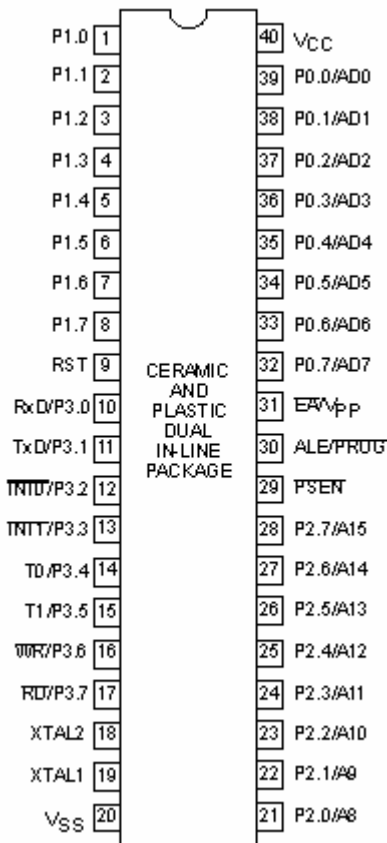 P1.0 1
P1.1 2
P1.2 3
P1.3 4
P1.4 5
P1.5 6
P1.6 7
P1.7 8
RST 9
RxD/P3.0 10
TxD/P3.1 11
INT0/P3.2 12
INT1/P3.3 13
T0/P3.4 14
T1/P3.5 15
WR/P3.6 16
RD/P3.7 17
XTAL2 18
XTAL1 19
VSS 20
CERAMIC
AND
PLASTIC
DUAL
IN-LINE
PACKAGE
40 VCC
39 P0.0/AD0
38 P0.1/AD1
37 P0.2/AD2
36 P0.3/AD3
35 P0.4/AD4
34 P0.5/AD5
33 P0.6/AD6
32 P0.7/AD7
31 EA/VPP
30 ALE/PROG
29 PSEN
28 P2.7/A15
27 P2.6/A14
26 P2.5/A13
25 P2.4/A12
24 P2.3/A11
23 P2.2/A10
22 P2.1/A9
21 P2.0/A8